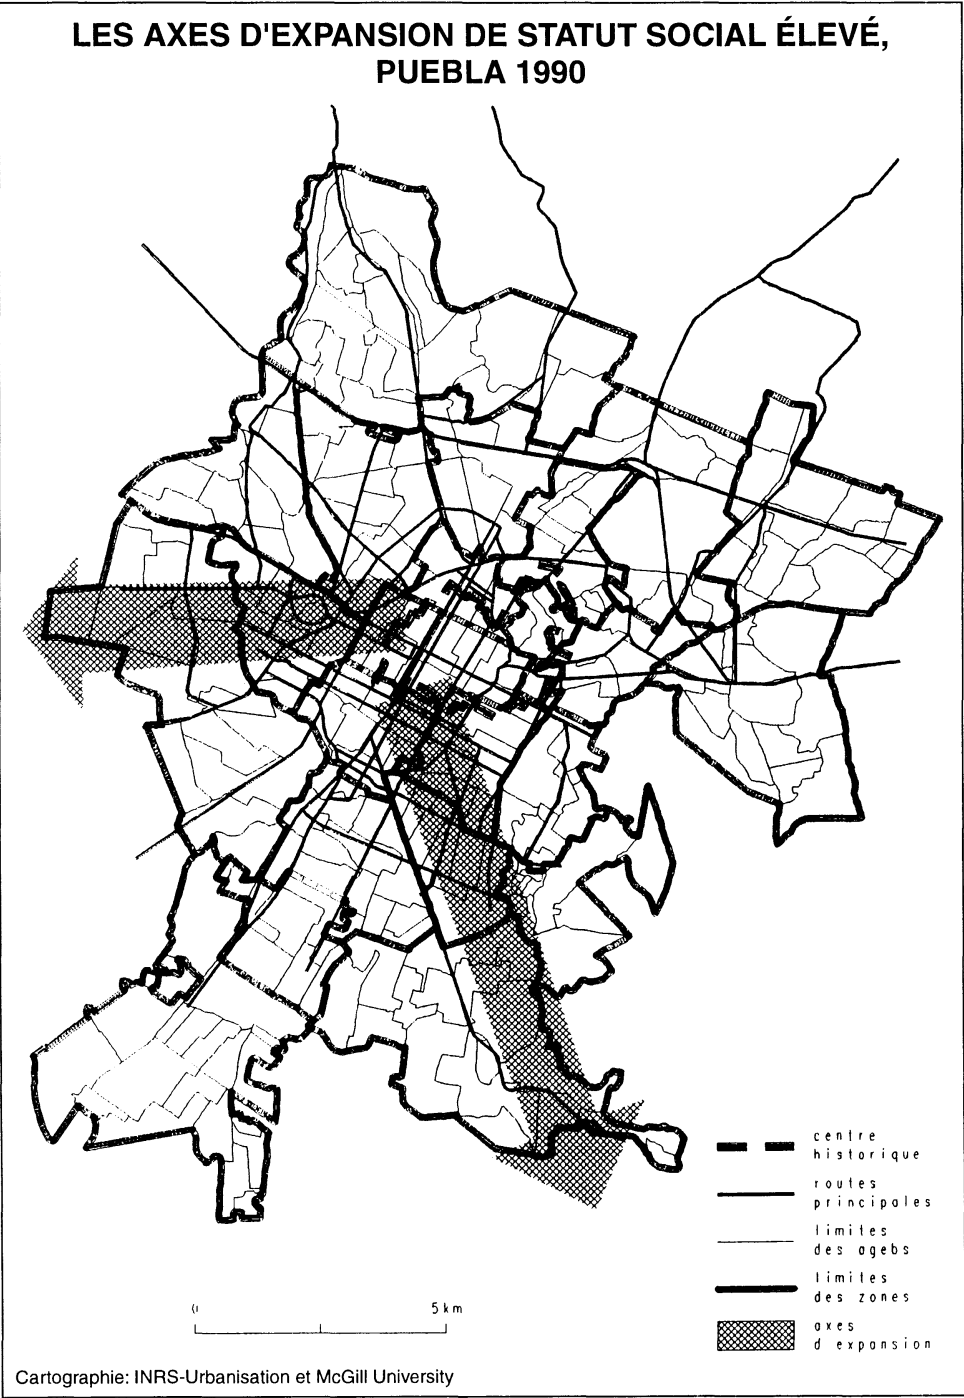 LES AXES D'EXPANSION DE STATUT SOCIAL ÉLEVÉ,
PUEBLA 1990
centre
historique
routes
principales
limites
des agebs
limites
des zones
axes
d expansion
0 5 km
Cartographie: INRS-Urbanisation et McGill University